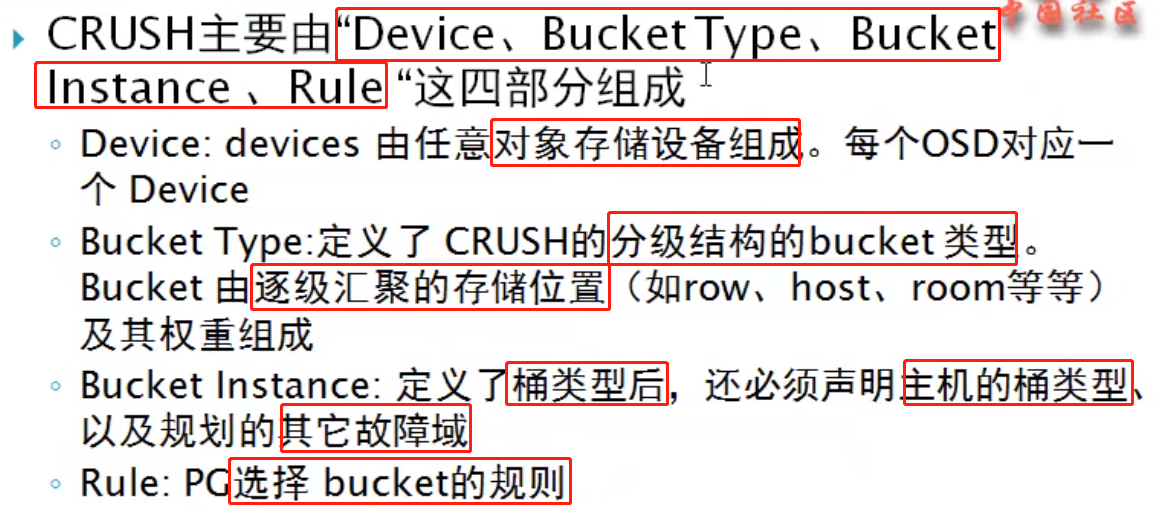 中国社区
CRUSH主要由“Device、Bucket Type、Bucket
Instance 、Rule “这四部分组成
Device: devices 由任意对象存储设备组成。每个OSD对应一
个 Device
Bucket Type:定义了 CRUSH的分级结构的bucket 类型。
Bucket 由逐级汇聚的存储位置（如row、host、room等等）
及其权重组成
Bucket Instance: 定义了桶类型后，还必须声明主机的桶类型、
以及规划的其它故障域
Rule: PG选择 bucket的规则